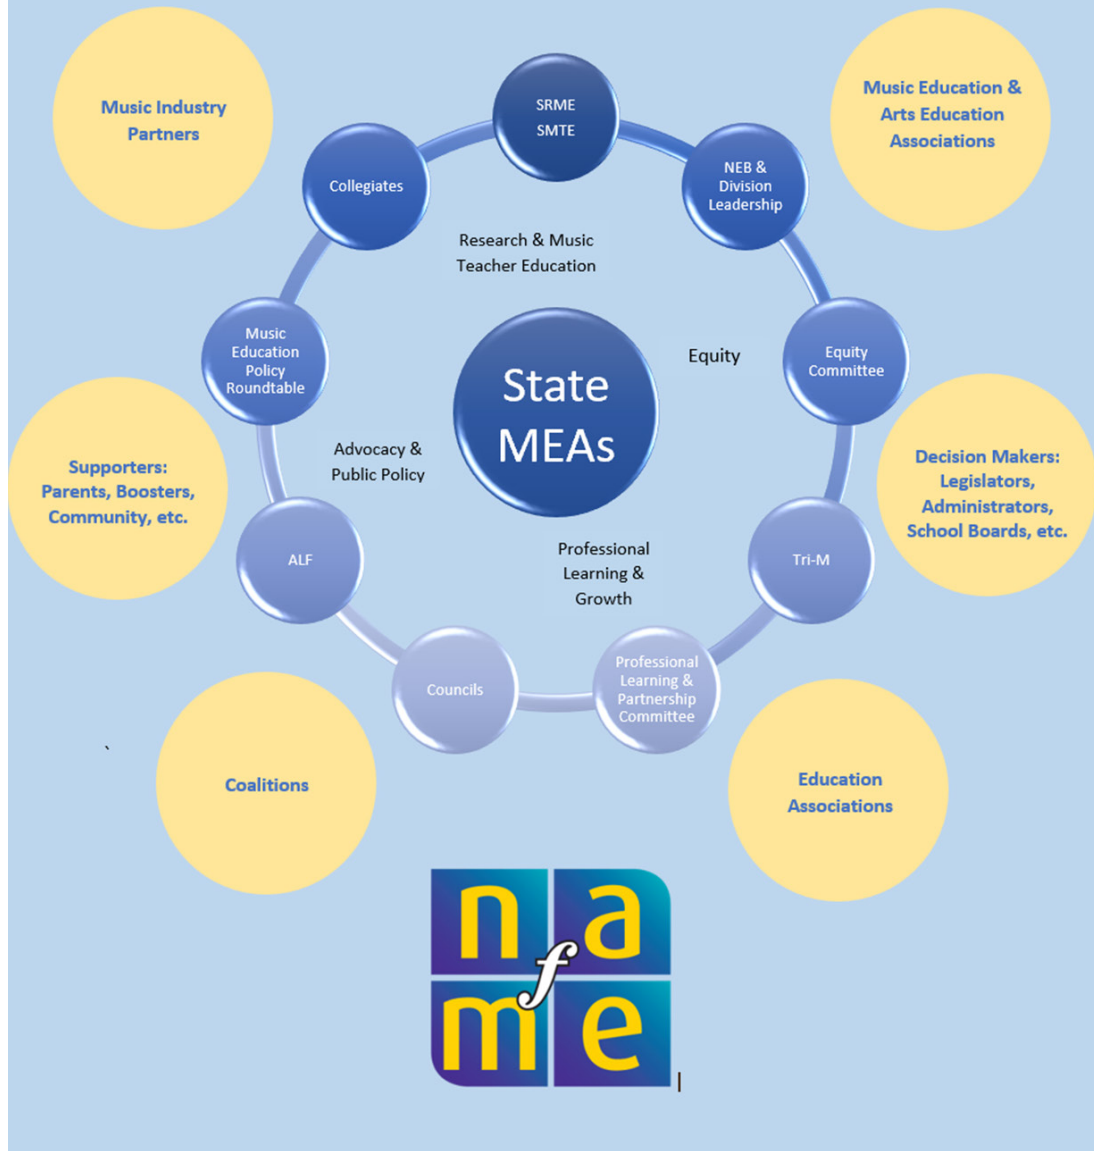 Music Industry
Partners
SRME
SMTE
Music Education &
Arts Education
Associations
Collegiates
NEB &
Division
Leadership
Research & Music
Teacher Education
Music
Education
Policy
Roundtable
State
MEAs
Equity
Equity
Committee
Advocacy &
Public Policy
Supporters:
Parents, Boosters,
Community, etc.
Decision Makers:
Legislators,
Administrators,
School Boards, etc.
ALF
Professional
Learning &
Growth
Tri-M
Councils
Professional
Learning &
Partnership
Committee
Coalitions
Education
Associations
na
f
me